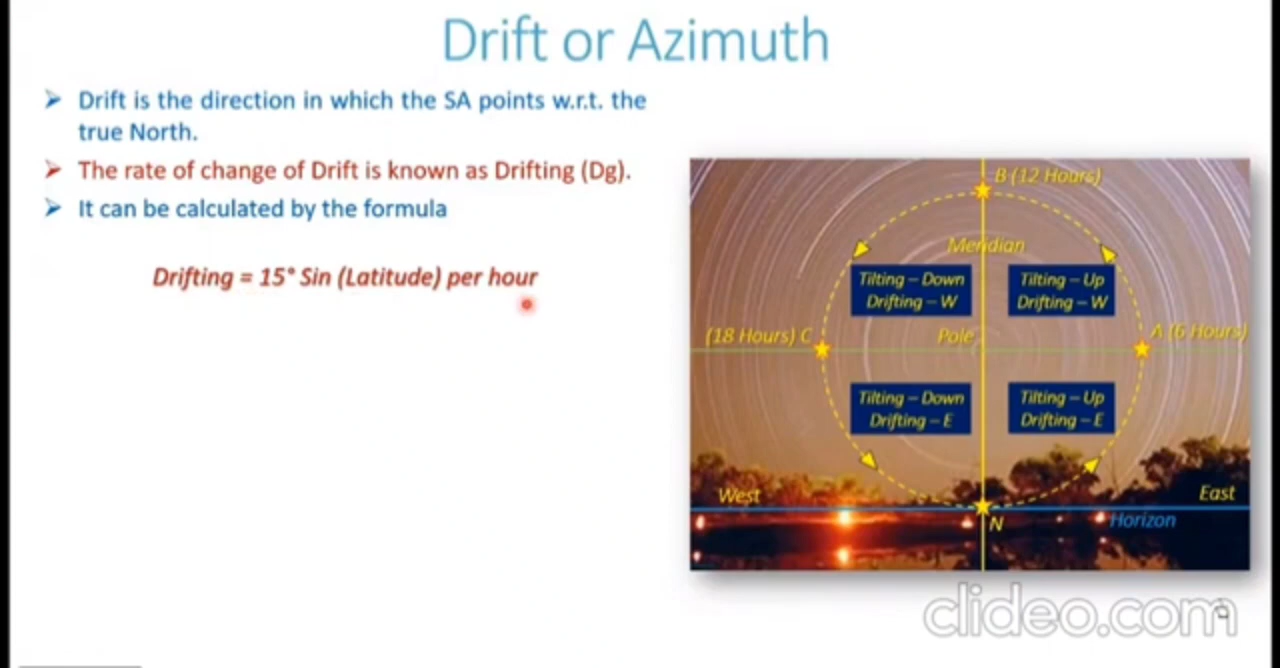 Drift or Azimuth
➢ Drift is the direction in which the SA points w.r.t. the
true North.
➢ The rate of change of Drift is known as Drifting (Dg).
➢ It can be calculated by the formula
Drifting = 15° Sin (Latitude) per hour
B (12 Hours)
Meridian
Tilting – Down
Drifting – W
Tilting – Up
Drifting – W
(18 Hours) C
Pole
A (6 Hours)
Tilting – Down
Drifting – E
Tilting – Up
Drifting – E
West
East
N
Horizon
clideo.com